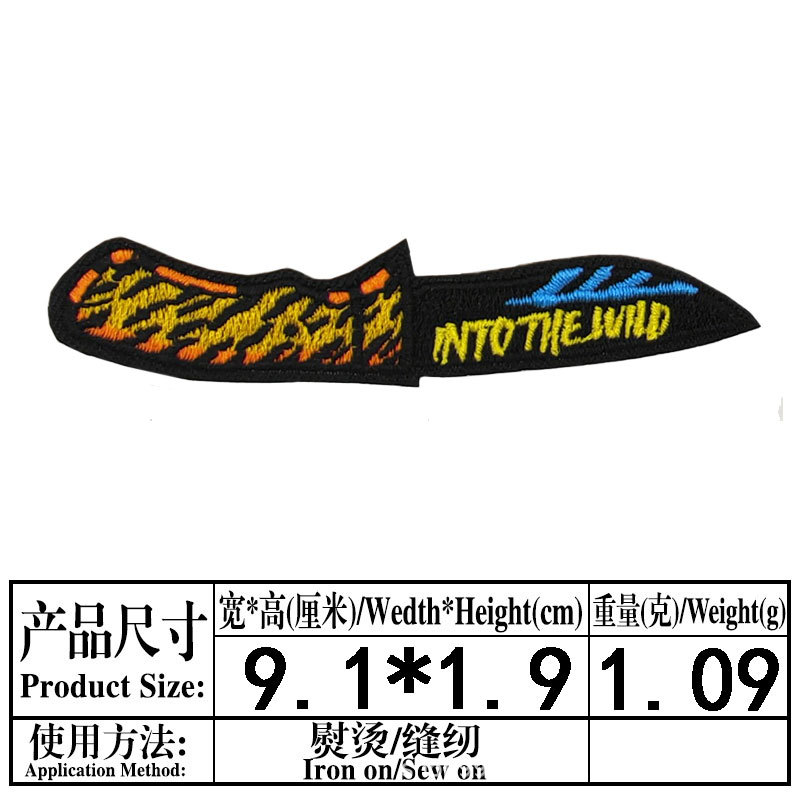 INTO THE WILD
产品尺寸
Product Size:
宽*高(厘米)/Wedth*Height(cm)
重量(克)/Weight(g)
9.1*1.9
1.09
使用方法:
Application Method:
熨烫/缝纫
Iron on/Sew on